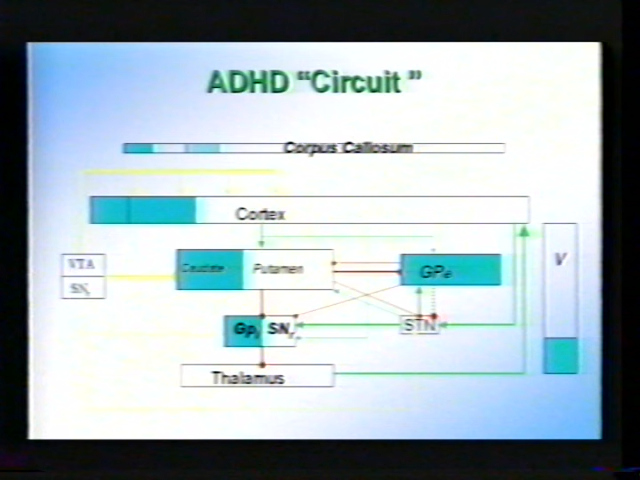 ADHD “Circuit ”
Corpus Callosum
Cortex
VTA
SNc
Caudate
Putamen
GPe
V
Gpi
SNr
STN
Thalamus